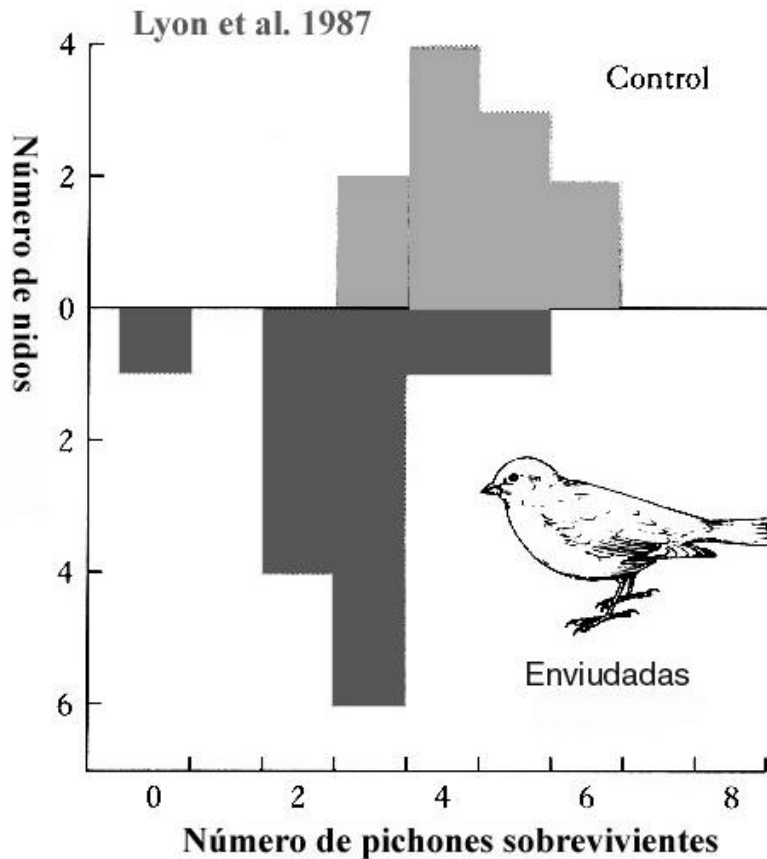 Lyon et al. 1987
4
Control
Número de nidos
2
0
2
4
Enviudadas
6
0 2 4 6 8
Número de pichones sobrevivientes